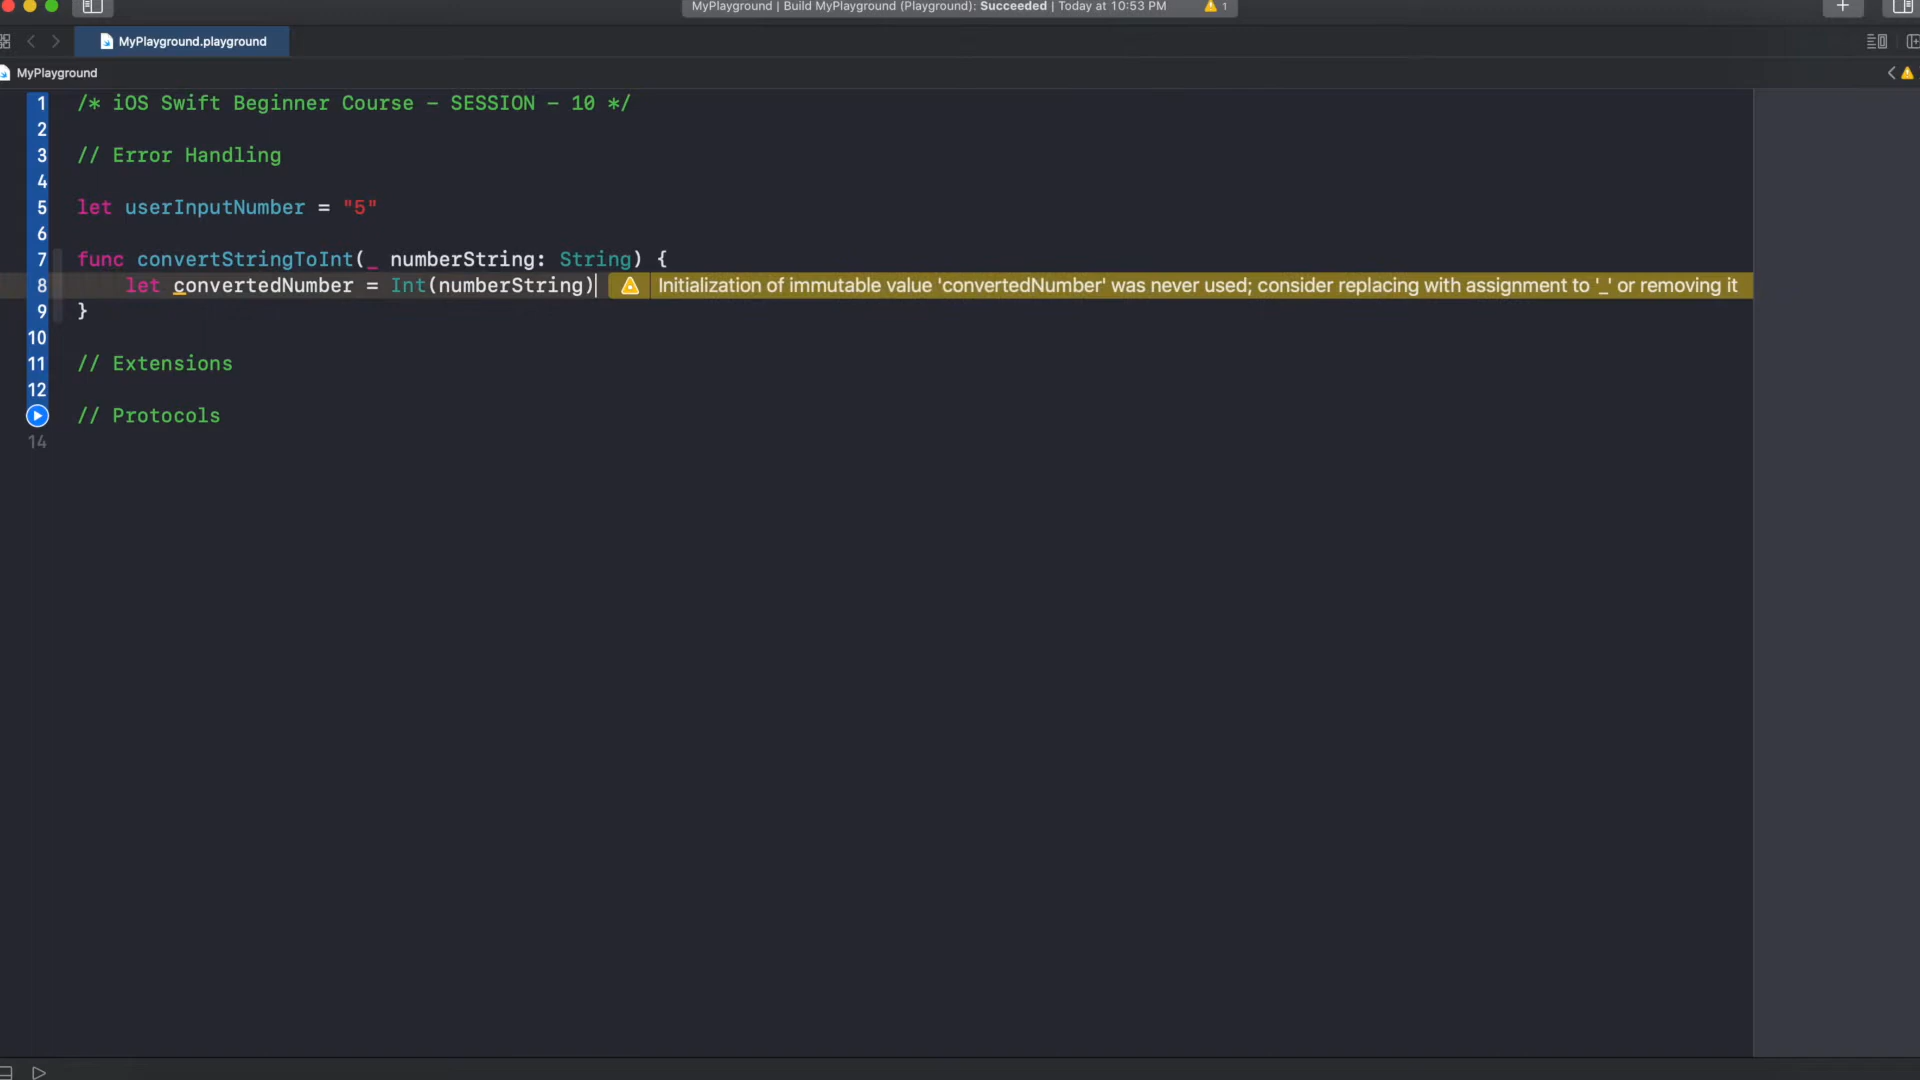 MyPlayground | Build MyPlayground (Playground): Succeeded | Today at 10:53 PM 1
MyPlayground.playground
MyPlayground
1 /* iOS Swift Beginner Course - SESSION - 10 */
2
3 // Error Handling
4
5 let userInputNumber = "5"
6
7 func convertStringToInt(_ numberString: String) {
8 let convertedNumber = Int(numberString) Initialization of immutable value 'convertedNumber' was never used; consider replacing with assignment to '_' or removing it
9 }
10
11 // Extensions
12
// Protocols
14